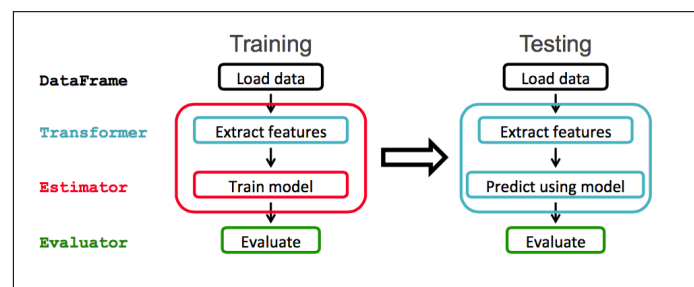 Training Testing
DataFrame Load data Load data
Transformer Extract features Extract features
Estimator Train model Predict using model
Evaluator Evaluate Evaluate